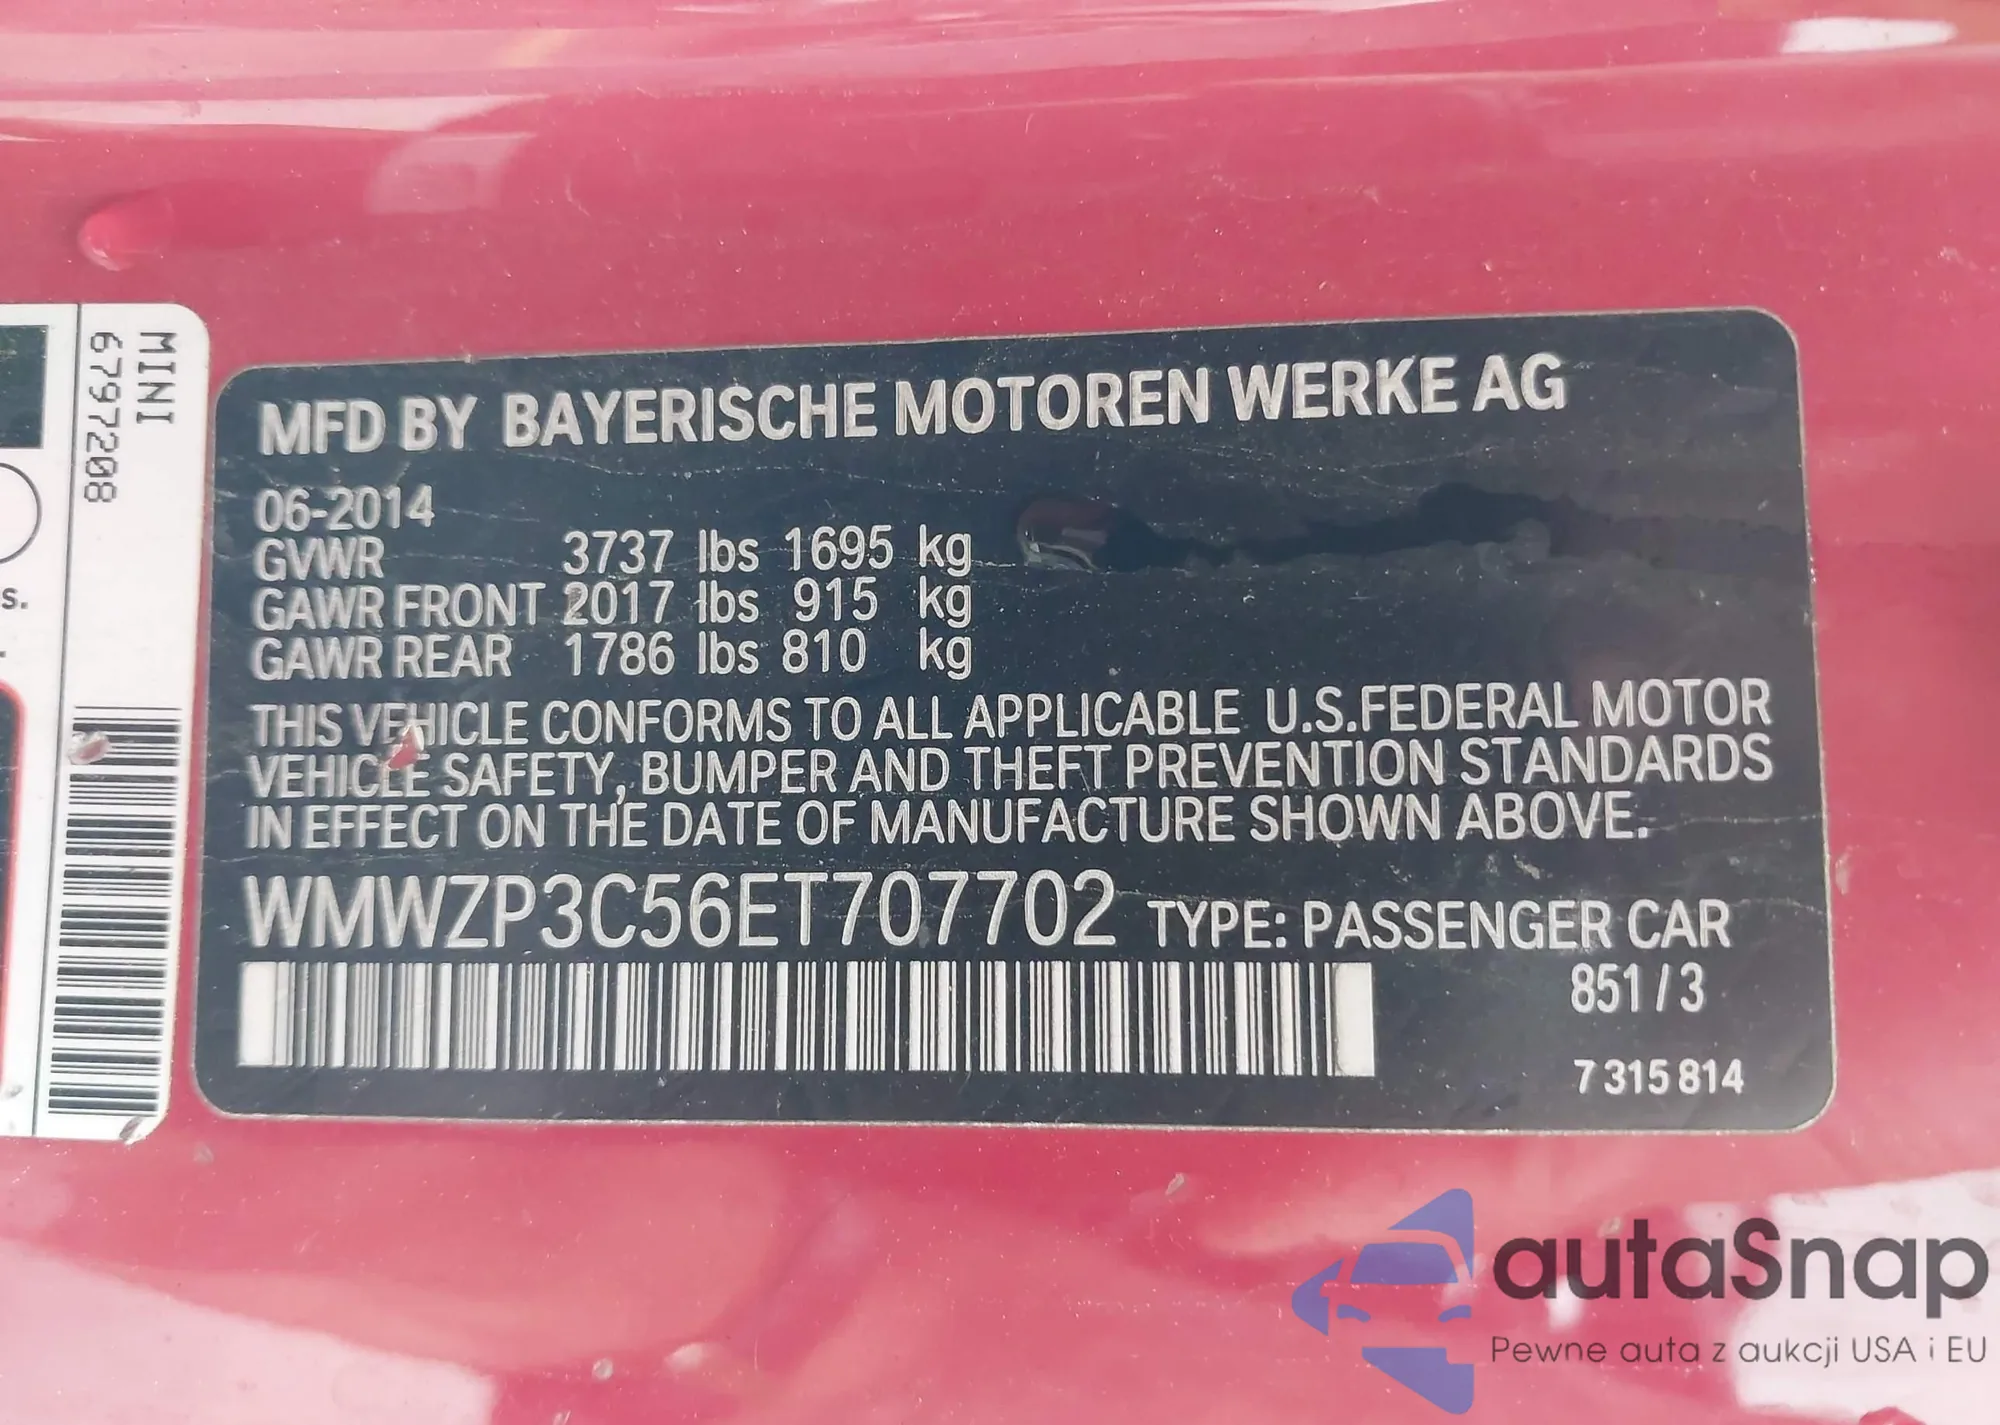 MINI
6797208
s.
MFD BY BAYERISCHE MOTOREN WERKE AG
06-2014
GVWR 3737 lbs 1695 kg
GAWR FRONT 2017 lbs 915 kg
GAWR REAR 1786 lbs 810 kg
THIS VEHICLE CONFORMS TO ALL APPLICABLE U.S.FEDERAL MOTOR
VEHICLE SAFETY, BUMPER AND THEFT PREVENTION STANDARDS
IN EFFECT ON THE DATE OF MANUFACTURE SHOWN ABOVE.
WMWZP3C56ET707702 TYPE: PASSENGER CAR
851/3
7 315 814
autaSnap
Pewne auta z aukcji USA i EU